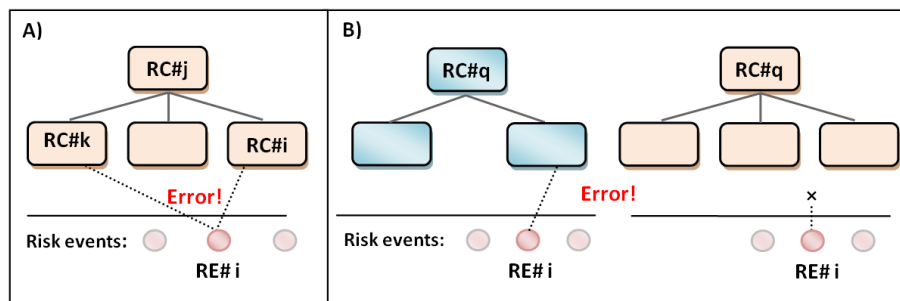 A)
RC#j
RC#k
RC#i
Error!
Risk events:
RE# i
B)
RC#q
RC#q
Error!
×
Risk events:
RE# i
RE# i